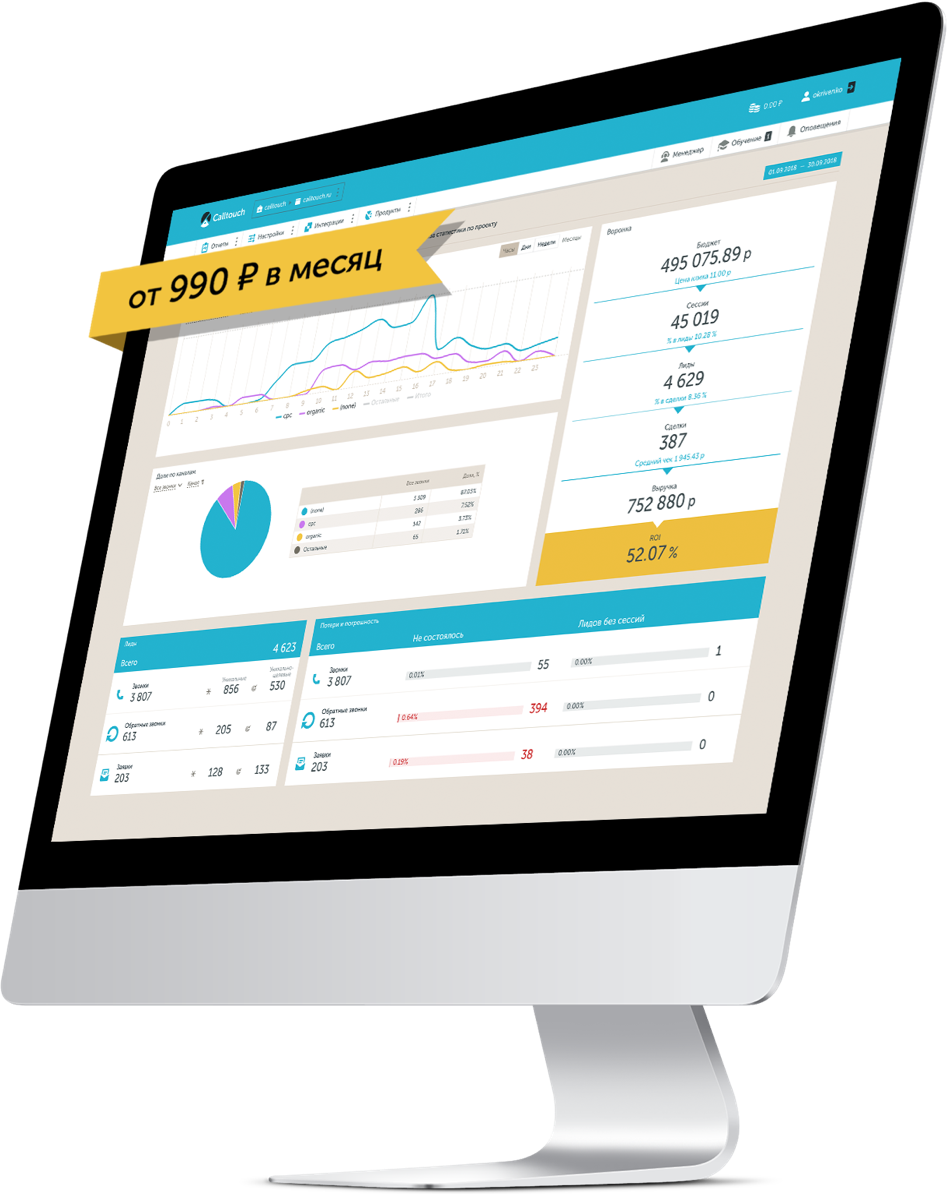 0.00 ₽
okrivenko
Calltouch
calltouch
calltouch.ru
Менеджер
Обучение
1
Оповещения
Отчеты
Настройки
Интеграции
Продукты
01.09.2018 — 30.09.2018
статистики по проекту
Часы Дни Недели Месяцы
от 990 ₽ в месяц
0 1 2 3 4 5 6 7 8 9 10 11 12 13 14 15 16 17 18 19 20 21 22 23
cpc organic (none) Остальные Итого
Воронка
Бюджет
495 075.89 р
Цена клика 11.00 р
Сессии
45 019
% в лиды 10.28 %
Лиды
4 629
% в сделки 8.36 %
Сделки
387
Средний чек 1 945.43 р
Выручка
752 880 р
ROI
52.07 %
Доли по каналам
Все звонки
Канал
Все звонки Доли, %
(none) 87.03%
cpc 286 7.52%
organic 142 3.73%
Остальные 65 1.72%
Лиды
Всего 4 623
Уникальные Уникально-целевые
Звонки
3 807 856 530
Обратные звонки
613 205 87
Заявки
203 128 133
Потери и погрешность
Всего Не состоялось Лидов без сессий
Звонки
3 807 0.01% 55 0.00% 1
Обратные звонки
613 0.64% 394 0.00% 0
Заявки
203 0.19% 38 0.00% 0